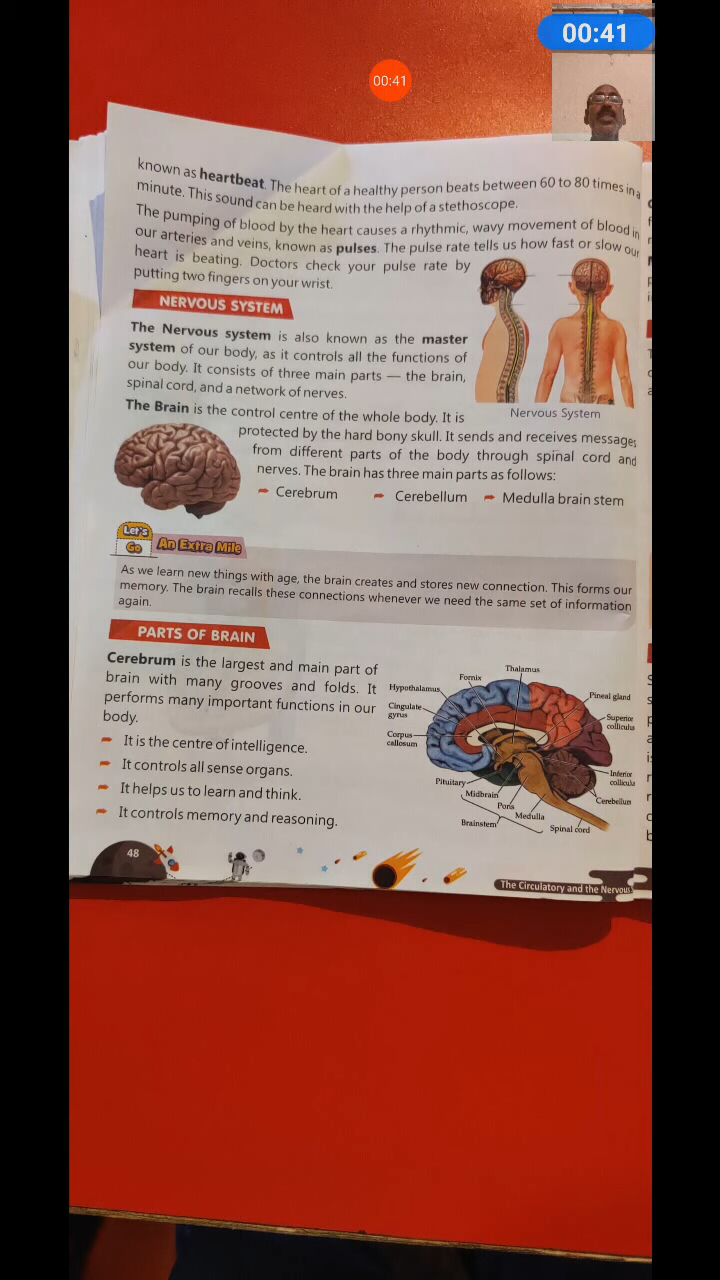 00:41
00:41
known as heartbeat. The heart of a healthy person beats between 60 to 80 times in a
minute. This sound can be heard with the help of a stethoscope.
The pumping of blood by the heart causes a rhythmic, wavy movement of blood in
our arteries and veins, known as pulses. The pulse rate tells us how fast or slow our
heart is beating. Doctors check your pulse rate by
putting two fingers on your wrist.
NERVOUS SYSTEM
The Nervous system is also known as the master
system of our body, as it controls all the functions of
our body. It consists of three main parts — the brain,
spinal cord, and a network of nerves.
Nervous System
The Brain is the control centre of the whole body. It is
protected by the hard bony skull. It sends and receives messages
from different parts of the body through spinal cord and
nerves. The brain has three main parts as follows:
Cerebrum
Cerebellum
Medulla brain stem
Let's
Go
An Extra Mile
As we learn new things with age, the brain creates and stores new connection. This forms our
memory. The brain recalls these connections whenever we need the same set of information
again.
PARTS OF BRAIN
Cerebrum is the largest and main part of
brain with many grooves and folds. It
performs many important functions in our
body.
It is the centre of intelligence.
It controls all sense organs.
It helps us to learn and think.
It controls memory and reasoning.
Thalamus
Fornix
Hypothalamus
Cingulate
gyrus
Corpus
callosum
Pineal gland
Superior
colliculus
Inferior
colliculus
Cerebellum
Pituitary
Midbrain
Pons
Medulla
Brainstem
Spinal cord
48
The Circulatory and the Nervous